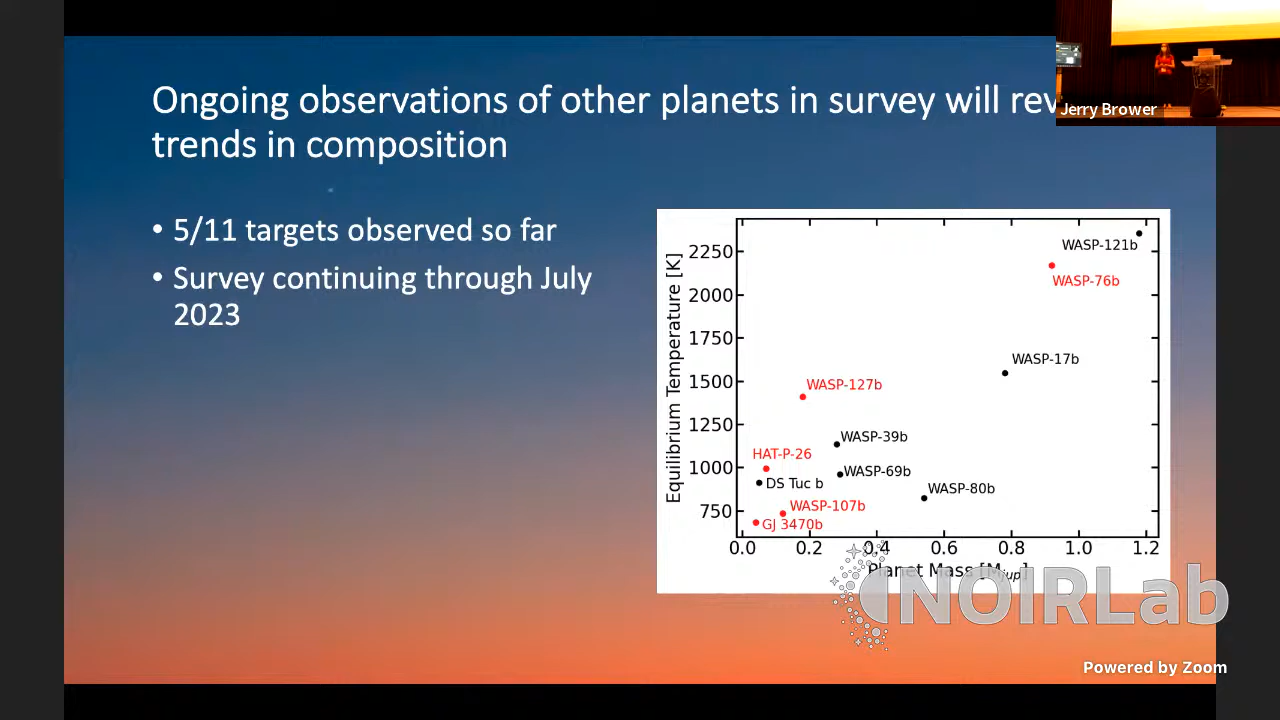 Ongoing observations of other planets in survey will
trends in composition
Jerry Brower
• 5/11 targets observed so far
• Survey continuing through July
2023
Equilibrium Temperature [K]
2250
2000
1750
1500
1250
1000
750
WASP-121b
WASP-76b
WASP-17b
WASP-127b
WASP-39b
HAT-P-26
WASP-69b
DS Tuc b
WASP-80b
WASP-107b
GJ 3470b
0.0 0.2 0.4 0.6 0.8 1.0 1.2
Planet Mass [Mjup]
NOIRLab
Powered by Zoom